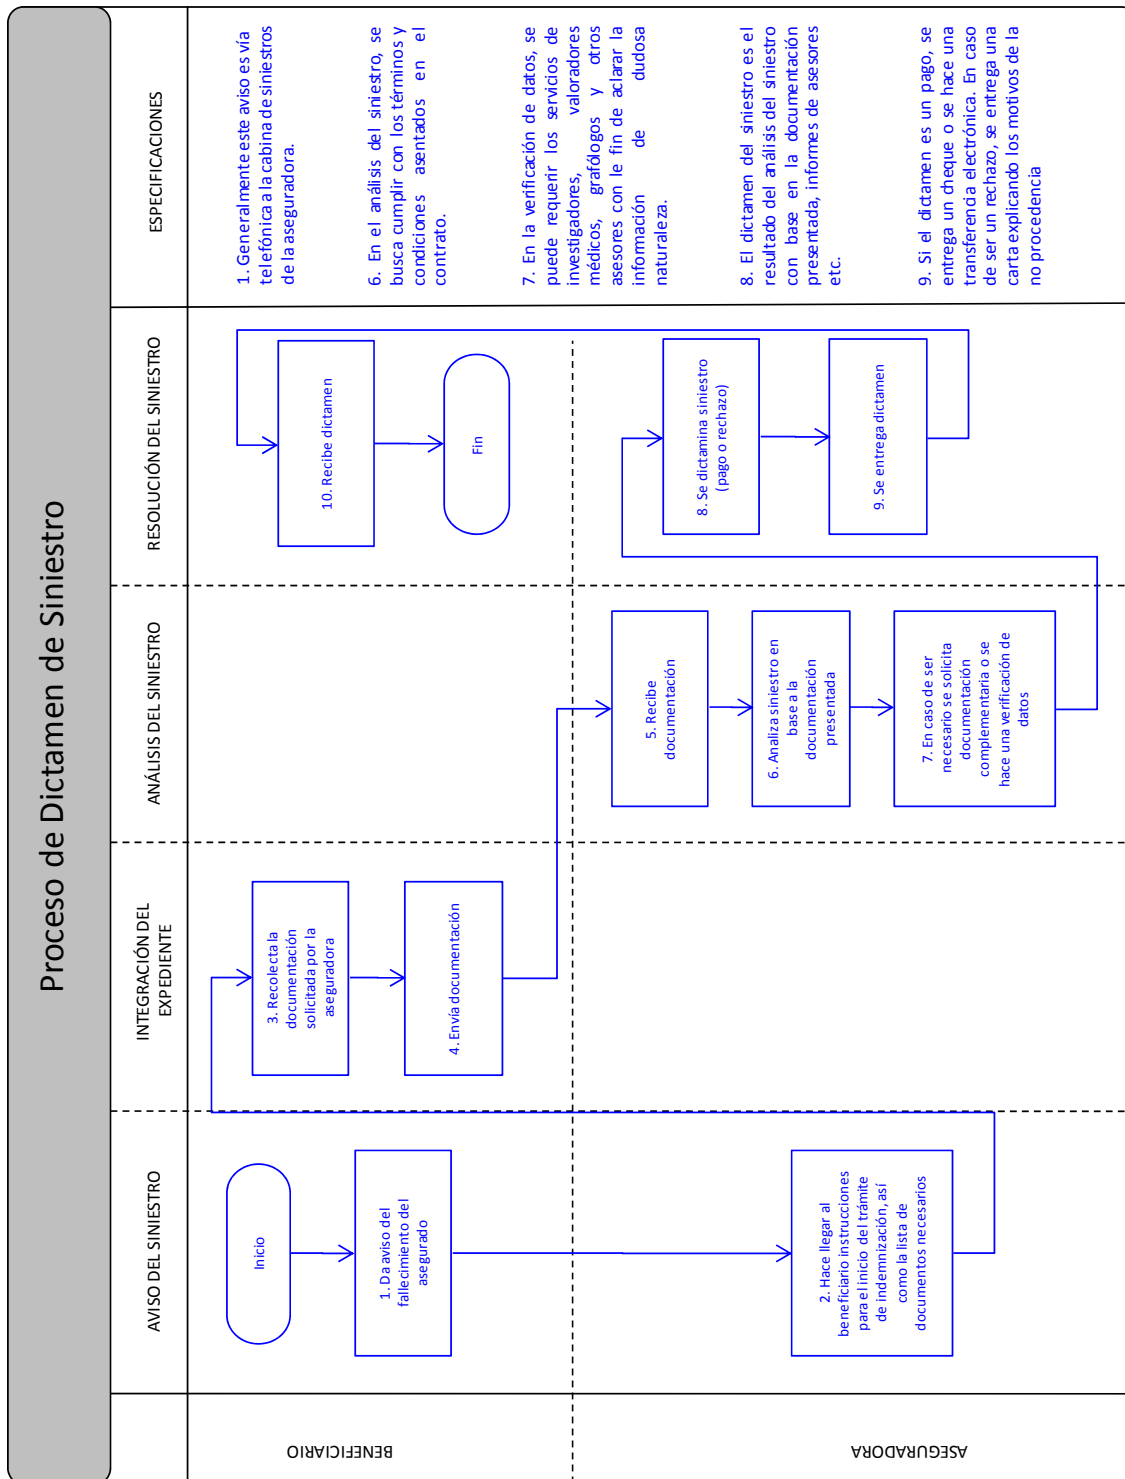 Proceso de Dictamen de Siniestro
AVISO DEL SINIESTRO
INTEGRACIÓN DEL
EXPEDIENTE
ANÁLISIS DEL SINIESTRO
RESOLUCIÓN DEL SINIESTRO
ESPECIFICACIONES
BENEFICIARIO
Inicio
1. Da aviso del
fallecimiento del
asegurado
3. Recolecta la
documentación
solicitada por la
aseguradora
4. Envía documentación
10. Recibe dictamen
Fin
ASEGURADORA
2. Hace llegar al
beneficiario instrucciones
para el inicio del trámite
de indemnización, así
como la lista de
documentos necesarios
5. Recibe
documentación
6. Analiza siniestro en
base a la
documentación
presentada
7. En caso de ser
necesario se solicita
documentación
complementaria o se
hace una verificación de
datos
8. Se dictamina siniestro
(pago o rechazo)
9. Se entrega dictamen
1. Generalmente este aviso es vía
telefónica a la cabina de siniestros
de la aseguradora.
6. En el análisis del siniestro, se
busca cumplir con los términos y
condiciones asentados en el
contrato.
7. En la verificación de datos, se
puede requerir los servicios de
investigadores, valoradores
médicos, grafólogos y otros
asesores con le fin de aclarar la
información de dudosa
naturaleza.
8. El dictamen del siniestro es el
resultado del análisis del siniestro
con base en la documentación
presentada, informes de asesores
etc.
9. Si el dictamen es un pago, se
entrega un cheque o se hace una
transferencia electrónica. En caso
de ser un rechazo, se entrega una
carta explicando los motivos de la
no procedencia